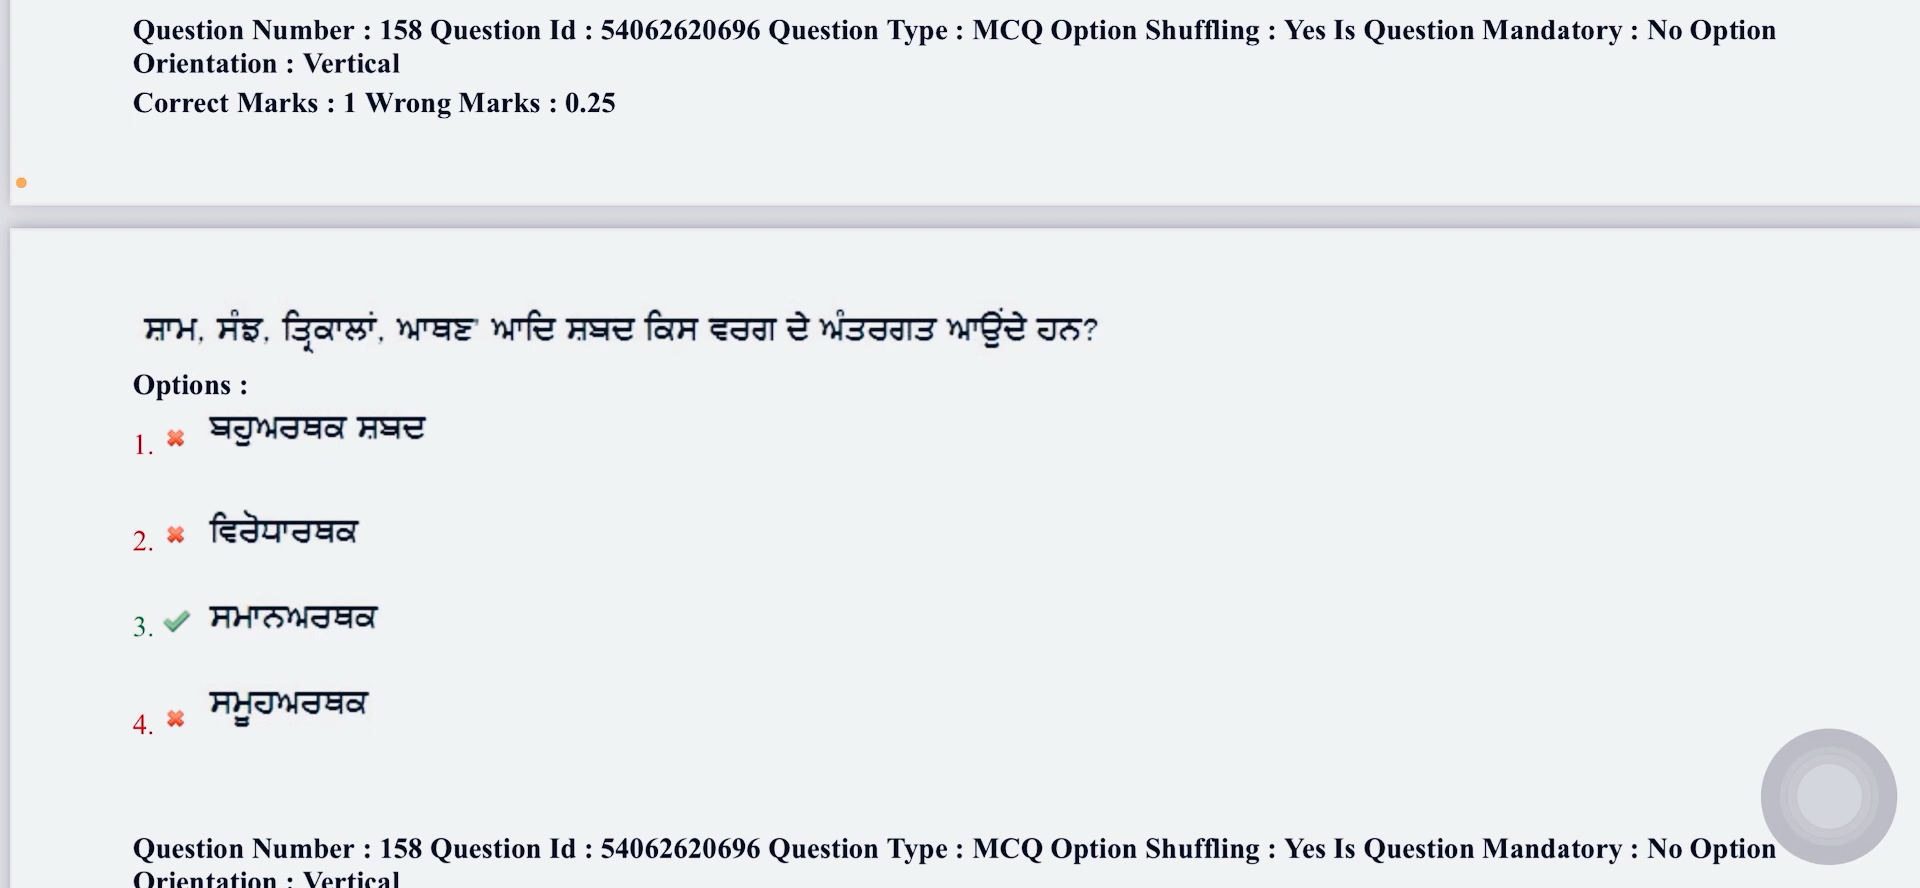 Question Number : 158 Question Id : 54062620696 Question Type : MCQ Option Shuffling : Yes Is Question Mandatory : No Option
Orientation : Vertical
Correct Marks : 1 Wrong Marks : 0.25
ਸ਼ਾਮ, ਸੰਝ, ਤ੍ਰਿਕਾਲਾਂ, ਆਥਣ' ਆਦਿ ਸ਼ਬਦ ਕਿਸ ਵਰਗ ਦੇ ਅੰਤਰਗਤ ਆਉਂਦੇ ਹਨ?
Options :
1. ਬਹੁਅਰਥਕ ਸ਼ਬਦ
2. ਵਿਰੋਧਾਰਥਕ
3. ਸਮਾਨਅਰਥਕ
4. ਸਮੂਹਅਰਥਕ
Question Number : 158 Question Id : 54062620696 Question Type : MCQ Option Shuffling : Yes Is Question Mandatory : No Option
Orientation : Vertical